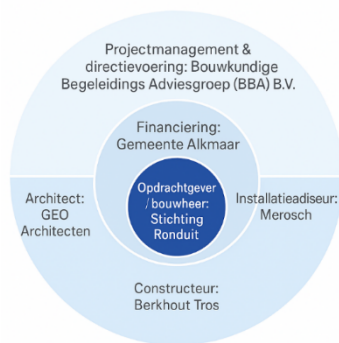 Projectmanagement &
directievoering: Bouwkundige
Begeleidings Adviesgroep (BBA) B.V.
Financiering:
Gemeente Alkmaar
Opdrachtgever
/ bouwheer:
Stichting
Ronduit
Architect:
GEO
Architecten
Installatieadiseur:
Merosch
Constructeur:
Berkhout Tros